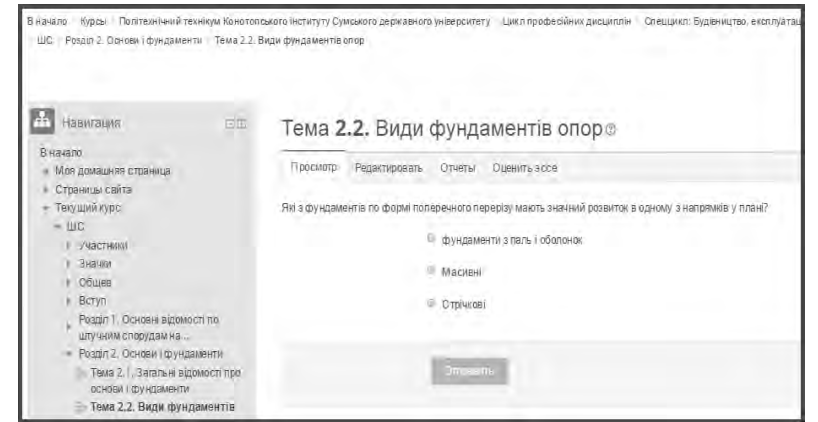 В начало Курсы Політехнічний технікум Конотопського інституту Сумського державного університету Цикл професійних дисциплін Спеццикл: Будівництво, експлуатац
ШС Розділ 2. Основи і фундаменти Тема 2.2. Види фундаментів опор
Навигация
В начало
Моя домашняя страница
Страницы сайта
Текущий курс
ШС
Участники
Значки
Общее
Вступ
Розділ 1. Основні відомості по
штучним спорудам на...
Розділ 2. Основи і фундаменти
Тема 2.1. Загальні відомості про
основи і фундаменти
Тема 2.2. Види фундаментів
Тема 2.2. Види фундаментів опор
Просмотр Редактировать Отчеты Оценить эссе
Які з фундаментів по формі поперечного перерізу мають значний розвиток в одному з напрямків у плані?
фундаменти з паль і оболонок
Масивні
Стрічкові
Отправить